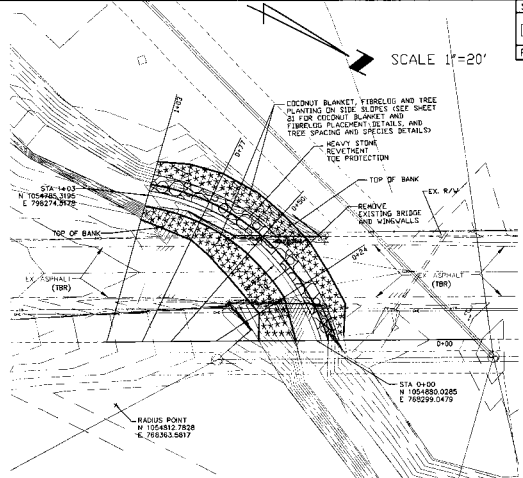 SCALE 1"=20'
COCONUT BLANKET, FIBRELOG AND TREE
PLANTING ON SIDE SLOPES (SEE SHEET
21 FOR COCONUT BLANKET AND
FIBRELOG PLACEMENT DETAILS, AND
TREE SPACING AND SPECIES DETAILS)
HEAVY STONE
REVETMENT
TOE PROTECTION
TOP OF BANK
EX. R/W
REMOVE
EXISTING BRIDGE
AND WINGWALLS
1+03
0+77
0+50
0+24
0+00
STA 1+03
N 1054785.3195
E 798274.5179
TOP OF BANK
EX. ASPHALT
(TBR)
EX. ASPHALT
(TBR)
STA 0+00
N 1054880.0285
E 768299.0479
RADIUS POINT
N 1054812.7828
E 768363.5817